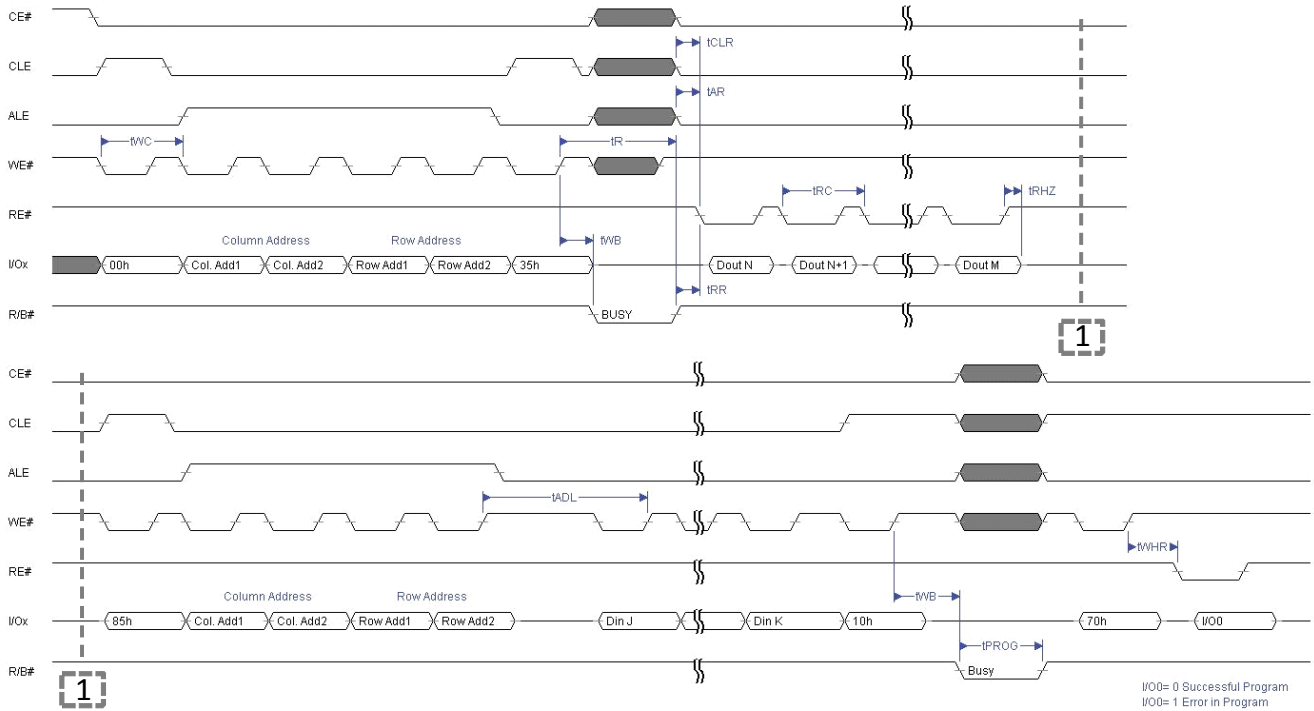 CE#
tCLR
CLE
tAR
ALE
tWC
tR
WE#
tRC
tRHZ
RE#
Column Address
Row Address
tWB
I/Ox
00h
Col. Add1
Col. Add2
Row Add1
Row Add2
35h
Dout N
Dout N+1
Dout M
tRR
R/B#
BUSY
1
CE#
CLE
ALE
tADL
WE#
tWHR
RE#
Column Address
Row Address
tWB
I/Ox
85h
Col. Add1
Col. Add2
Row Add1
Row Add2
Din J
Din K
10h
70h
I/O0
tPROG
R/B#
Busy
1
I/O0= 0 Successful Program
I/O0= 1 Error in Program